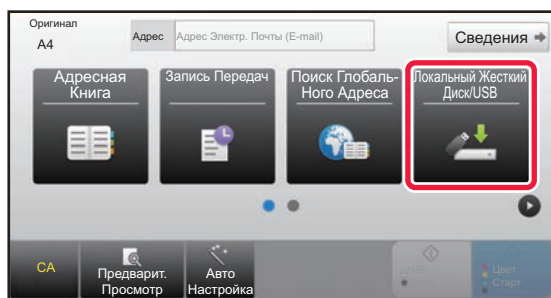 Оригинал
A4
Адрес
Адрес Электр. Почты (E-mail)
Сведения
Адресная
Книга
Запись Передач
Поиск Глобаль-
Ного Адреса
Локальный Жесткий
Диск/USB
CA
Предварит.
Просмотр
Авто
Настройка
Ч/Б
Цвет
Старт